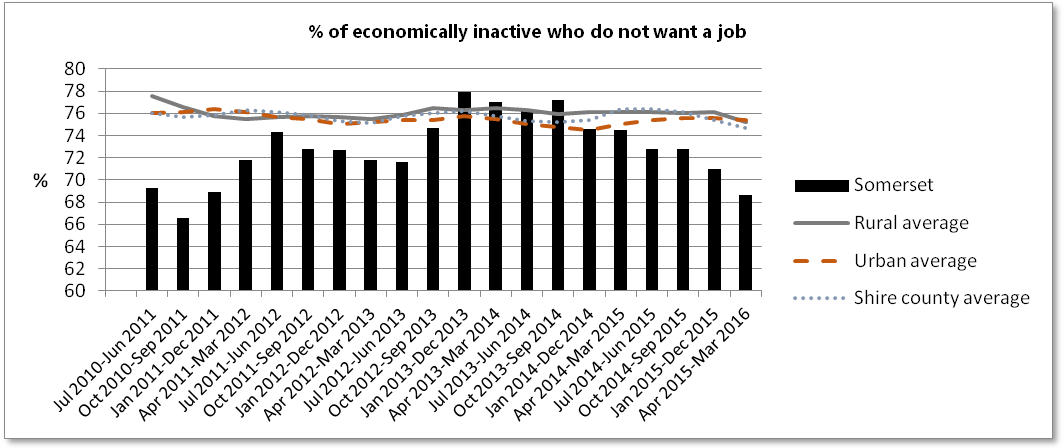 % of economically inactive who do not want a job
80
78
76
74
72
70
68
66
64
62
60
%
Jul 2010-Jun 2011
Oct 2010-Sep 2011
Jan 2011-Dec 2011
Apr 2011-Mar 2012
Jul 2011-Jun 2012
Oct 2011-Sep 2012
Jan 2012-Dec 2012
Apr 2012-Mar 2013
Jul 2012-Jun 2013
Oct 2012-Sep 2013
Jan 2013-Dec 2013
Apr 2013-Mar 2014
Jul 2013-Jun 2014
Oct 2013-Sep 2014
Jan 2014-Dec 2014
Apr 2014-Mar 2015
Jul 2014-Jun 2015
Oct 2014-Sep 2015
Jan 2015-Dec 2015
Apr 2015-Mar 2016
Somerset
Rural average
Urban average
Shire county average